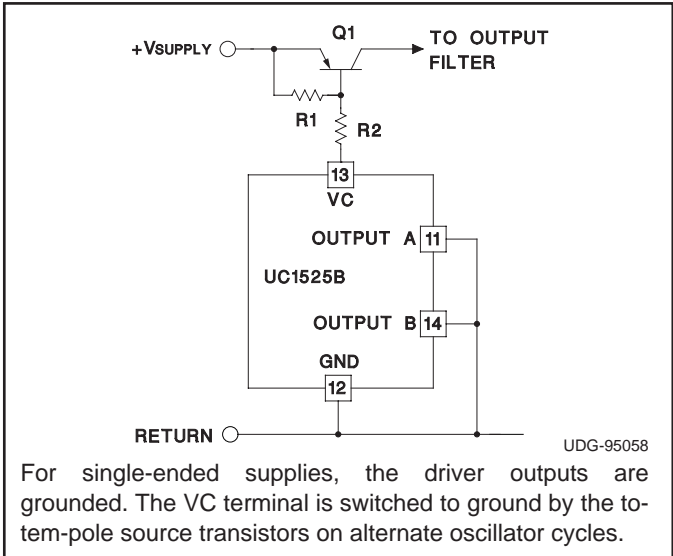 Q1
+VSUPPLY
TO OUTPUT
FILTER
R1
R2
13
VC
OUTPUT A 11
UC1525B
OUTPUT B 14
GND
12
RETURN
UDG-95058
For single-ended supplies, the driver outputs are
grounded. The VC terminal is switched to ground by the to-
tem-pole source transistors on alternate oscillator cycles.